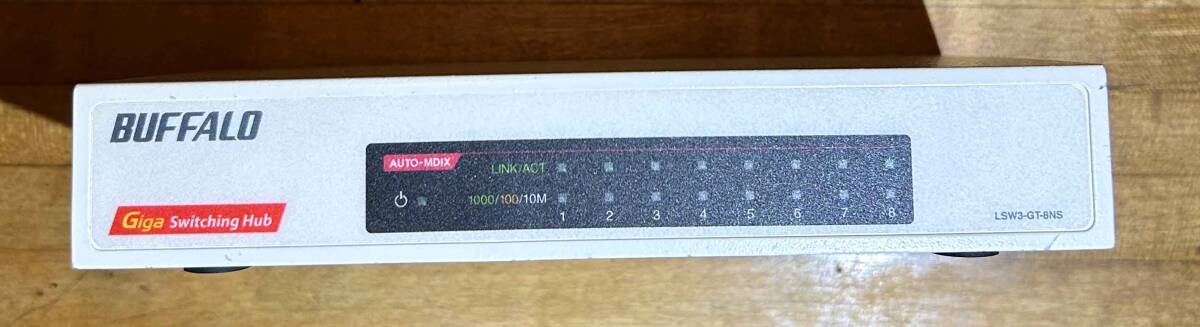 BUFFALO
Giga Switching Hub
AUTO-MDIX
LINK/ACT
1000/100/10M
1 2 3 4 5 6 7 8
LSW3-GT-8NS